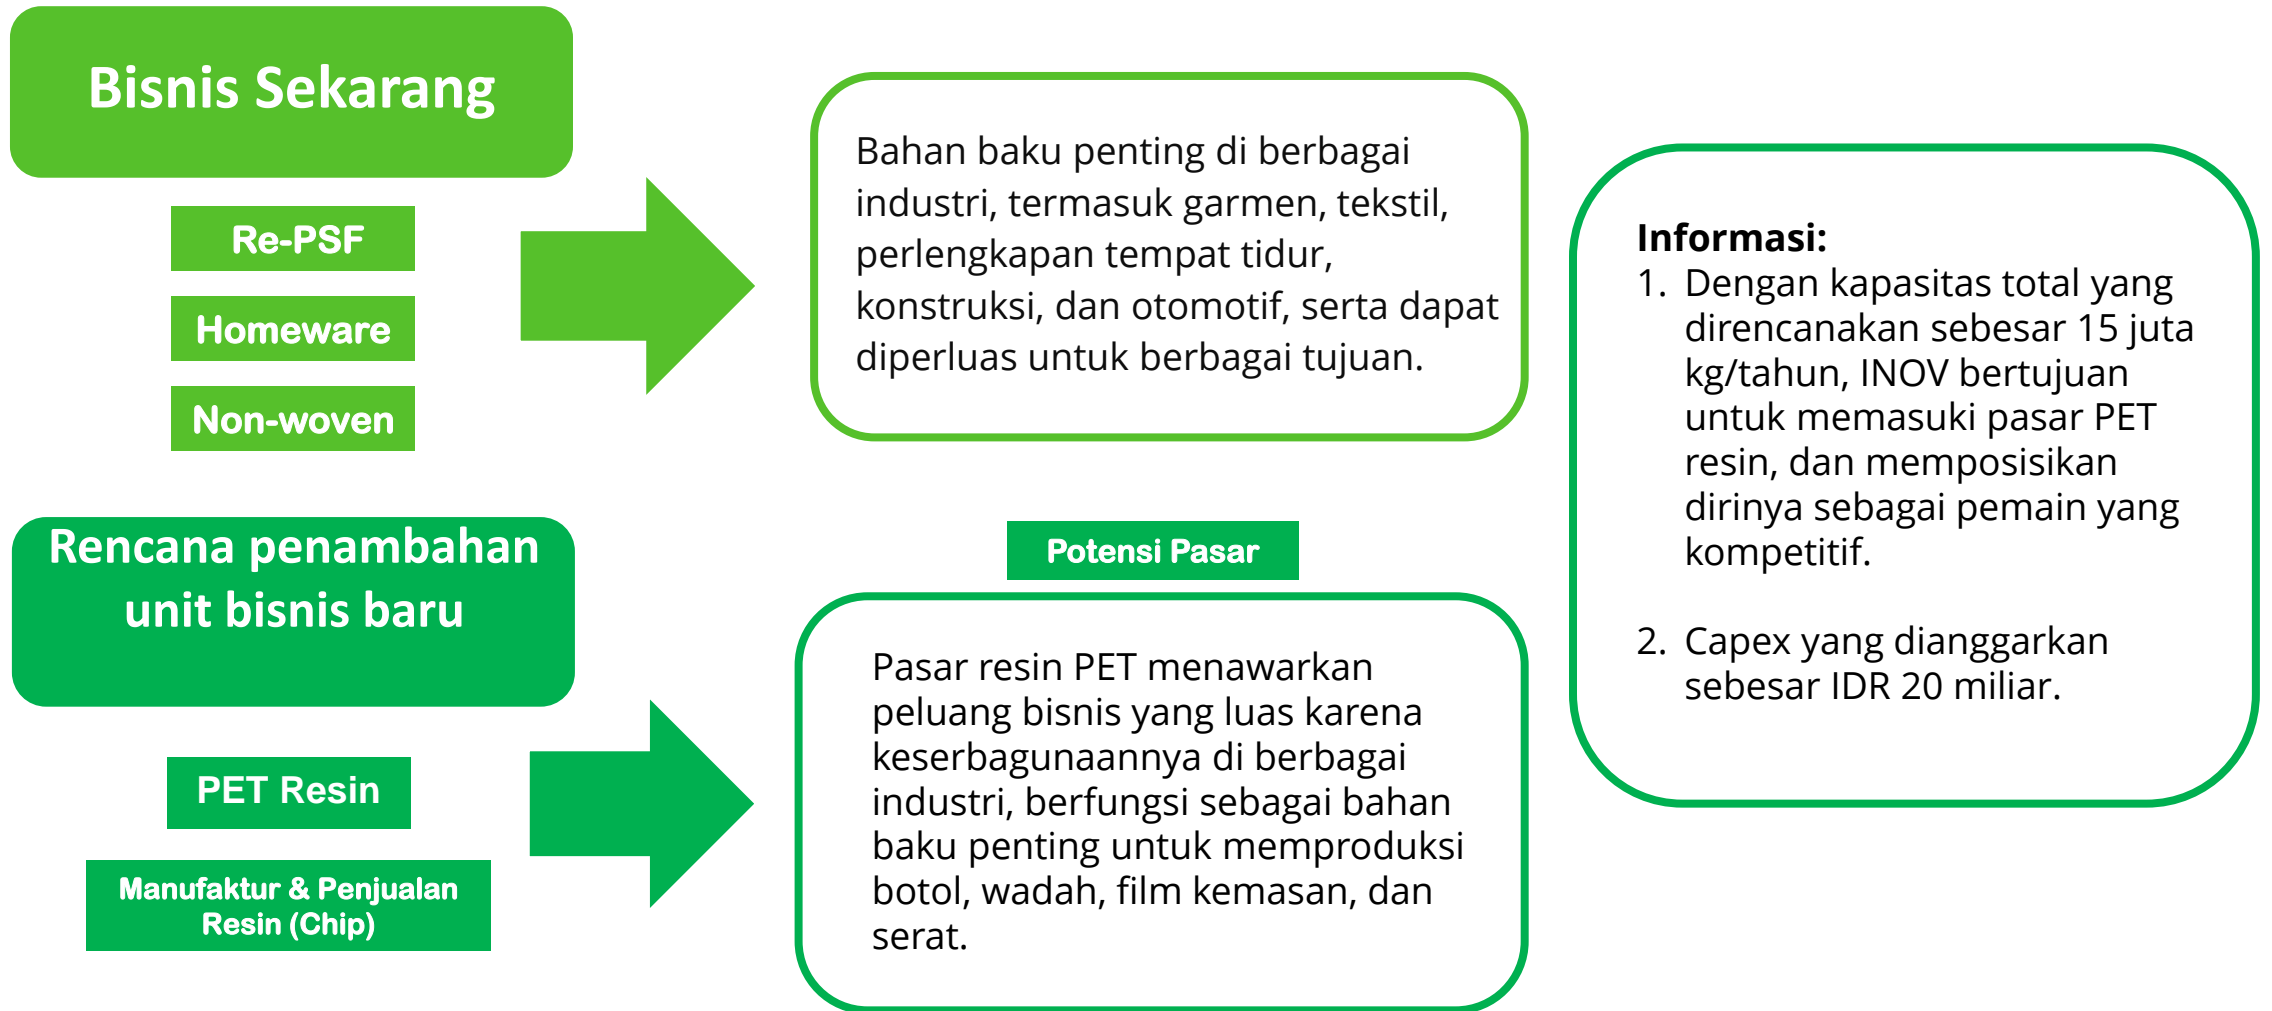 Bisnis Sekarang
Re-PSF
Homeware
Non-woven
Bahan baku penting di berbagai
industri, termasuk garmen, tekstil,
perlengkapan tempat tidur,
konstruksi, dan otomotif, serta dapat
diperluas untuk berbagai tujuan.
Rencana penambahan
unit bisnis baru
PET Resin
Manufaktur & Penjualan
Resin (Chip)
Potensi Pasar
Pasar resin PET menawarkan
peluang bisnis yang luas karena
keserbagunaannya di berbagai
industri, berfungsi sebagai bahan
baku penting untuk memproduksi
botol, wadah, film kemasan, dan
serat.
Informasi:
1. Dengan kapasitas total yang
direncanakan sebesar 15 juta
kg/tahun, INOV bertujuan
untuk memasuki pasar PET
resin, dan memposisikan
dirinya sebagai pemain yang
kompetitif.
2. Capex yang dianggarkan
sebesar IDR 20 miliar.